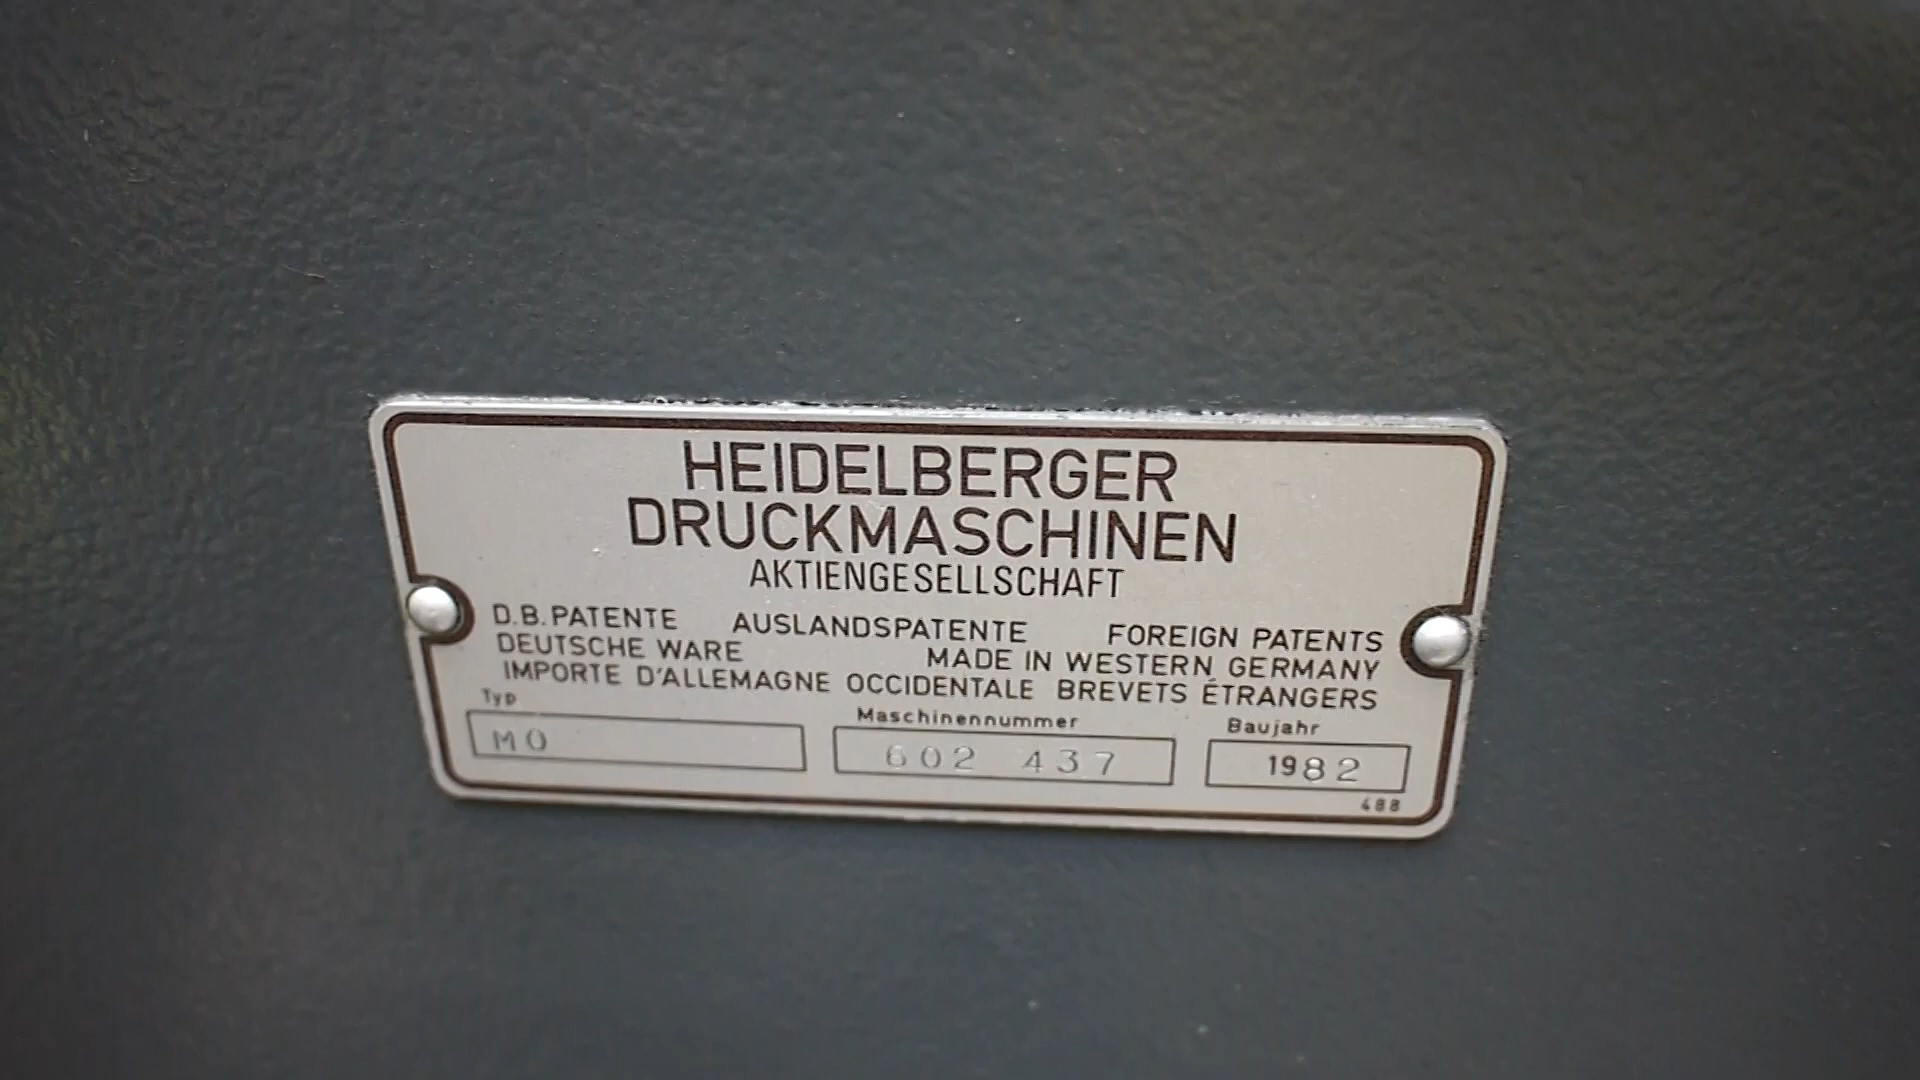 HEIDELBERGER
DRUCKMASCHINEN
AKTIENGESELLSCHAFT
D.B.PATENTE AUSLANDSPATENTE FOREIGN PATENTS
DEUTSCHE WARE MADE IN WESTERN GERMANY
IMPORTE D'ALLEMAGNE OCCIDENTALE BREVETS ÉTRANGERS
Typ Maschinennummer Baujahr
MO 602 437 1982
488